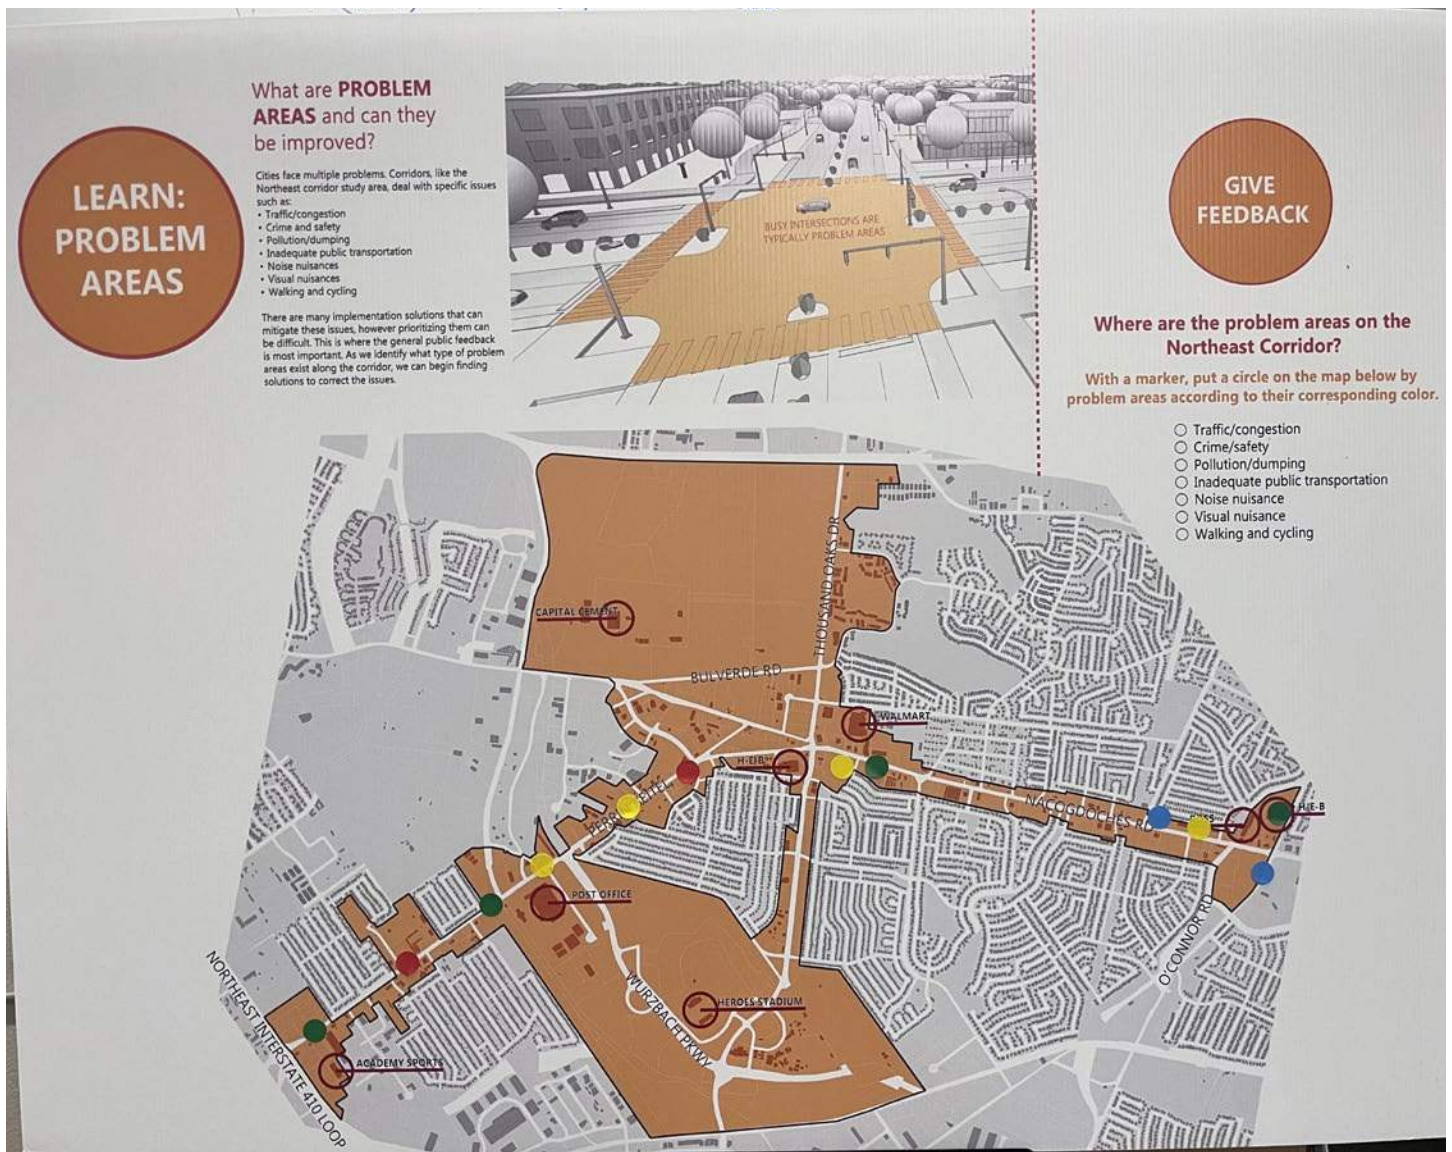 LEARN:
PROBLEM
AREAS
What are PROBLEM
AREAS and can they
be improved?
Cities face multiple problems. Corridors, like the
Northeast corridor study area, deal with specific issues
such as:
• Traffic/congestion
• Crime and safety
• Pollution/dumping
• Inadequate public transportation
• Noise nuisances
• Visual nuisances
• Walking and cycling
There are many implementation solutions that can
mitigate these issues, however prioritizing them can
be difficult. This is where the general public feedback
is most important. As we identify what type of problem
areas exist along the corridor, we can begin finding
solutions to correct the issues.
BUSY INTERSECTIONS ARE
TYPICALLY PROBLEM AREAS
GIVE
FEEDBACK
Where are the problem areas on the
Northeast Corridor?
With a marker, put a circle on the map below by
problem areas according to their corresponding color.
Traffic/congestion
Crime/safety
Pollution/dumping
Inadequate public transportation
Noise nuisance
Visual nuisance
Walking and cycling
THOUSAND OAKS DR
CAPITAL CEMENT
BULVERDE RD
WALMART
H-E-B
NACOGDOCHES RD
H-E-B
POST OFFICE
O'CONNOR RD
NORTHEAST INTERSTATE 410 LOOP
WURZBACH PKWY
HEROES STADIUM
ACADEMY SPORTS